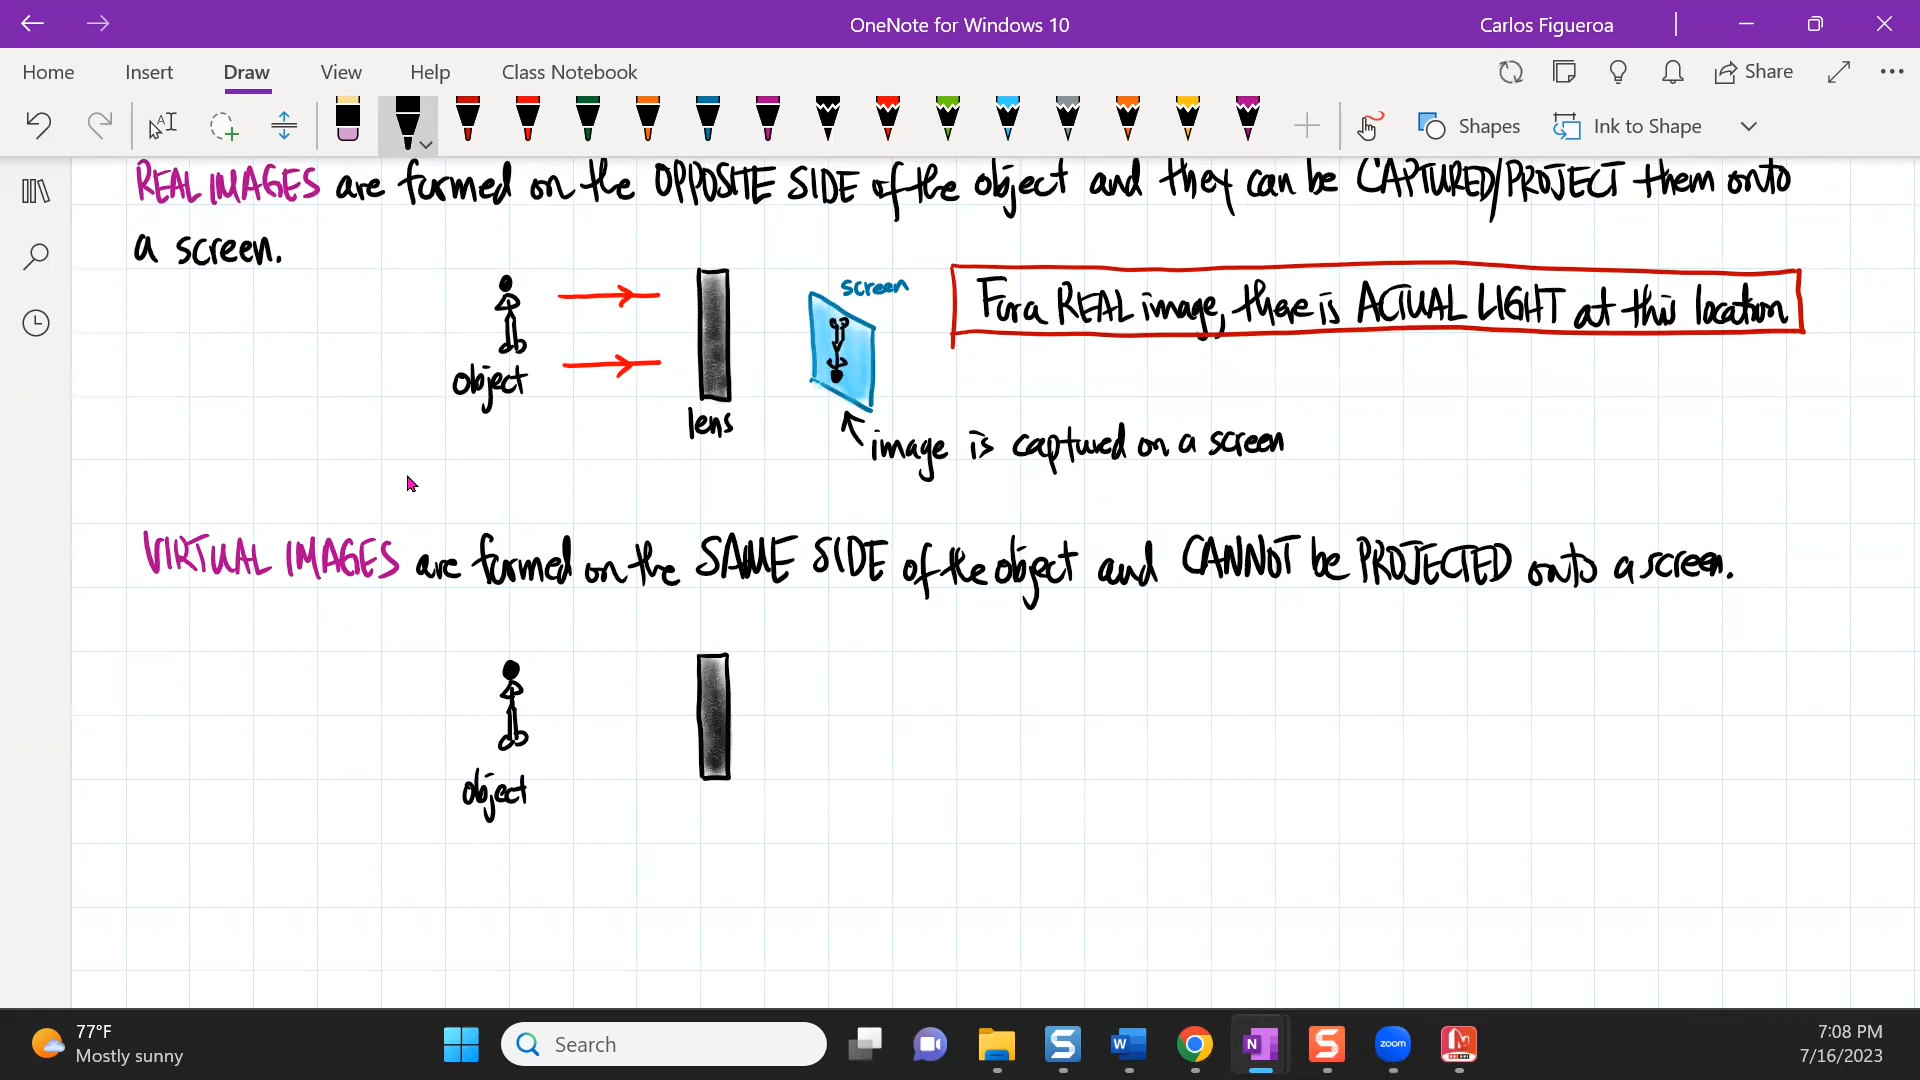 OneNote for Windows 10
Carlos Figueroa
Home Insert Draw View Help Class Notebook
Share
Shapes Ink to Shape
REAL IMAGES are formed on the OPPOSITE SIDE of the object and they can be CAPTURED/PROJECT them onto
a screen.
screen
For a REAL image, there is ACTUAL LIGHT at this location
object
lens
image is captured on a screen
VIRTUAL IMAGES are formed on the SAME SIDE of the object and CANNOT be PROJECTED onto a screen.
object
77°F
Mostly sunny
Search
zoom
7:08 PM
7/16/2023